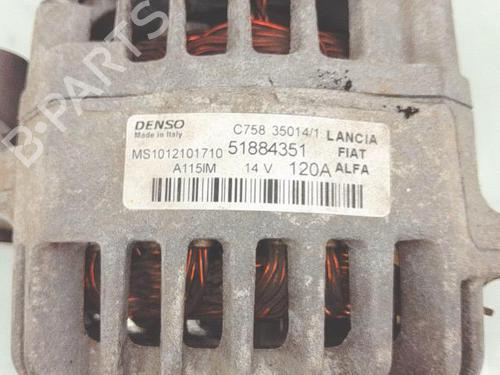 B-PARTS
DENSO
Made in Italy
C758 35014/1
LANCIA
FIAT
ALFA
MS1012101710 51884351
A115IM 14 V 120A